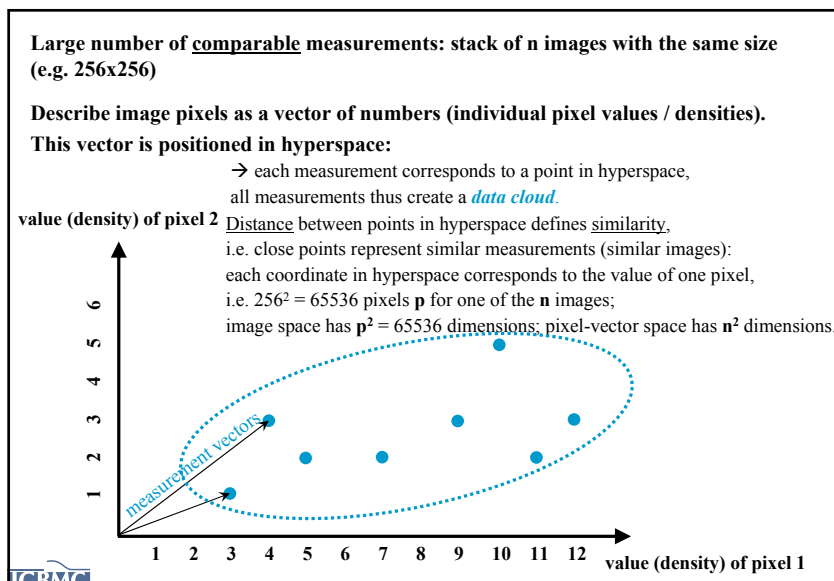 Large number of comparable measurements: stack of n images with the same size
(e.g. 256x256)
Describe image pixels as a vector of numbers (individual pixel values / densities).
This vector is positioned in hyperspace:
→ each measurement corresponds to a point in hyperspace,
all measurements thus create a data cloud.
value (density) of pixel 2
Distance between points in hyperspace defines similarity,
i.e. close points represent similar measurements (similar images):
each coordinate in hyperspace corresponds to the value of one pixel,
i.e. 256² = 65536 pixels p for one of the n images;
image space has p² = 65536 dimensions; pixel-vector space has n² dimensions.
6
5
4
3
2
1
measurement vectors
1 2 3 4 5 6 7 8 9 10 11 12
value (density) of pixel 1
IGBMC